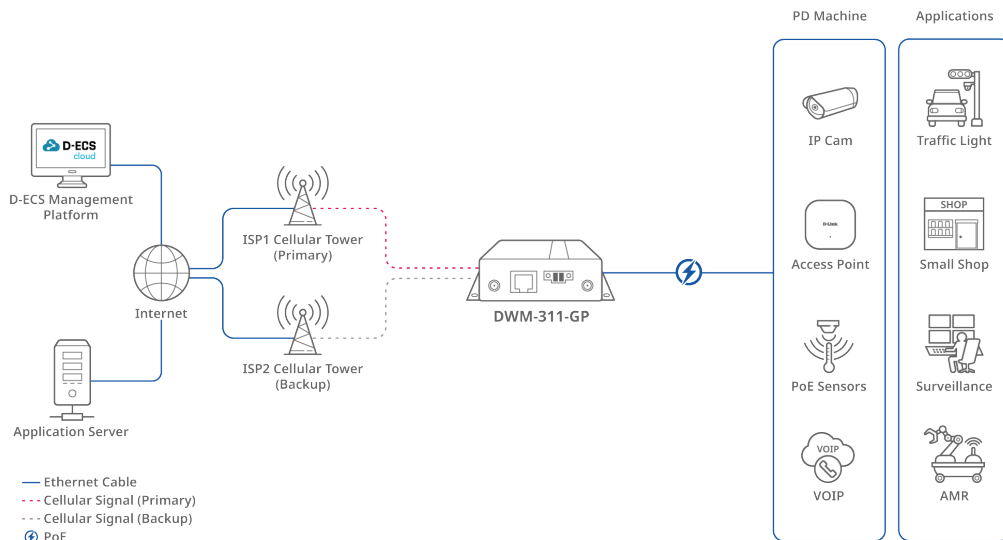 PD Machine
Applications
D-ECS
cloud
D-ECS Management
Platform
Internet
Application Server
ISP1 Cellular Tower
(Primary)
ISP2 Cellular Tower
(Backup)
DWM-311-GP
IP Cam
D-Link
Access Point
PoE Sensors
VOIP
VOIP
Traffic Light
SHOP
Small Shop
Surveillance
AMR
Ethernet Cable
Cellular Signal (Primary)
Cellular Signal (Backup)
PoE